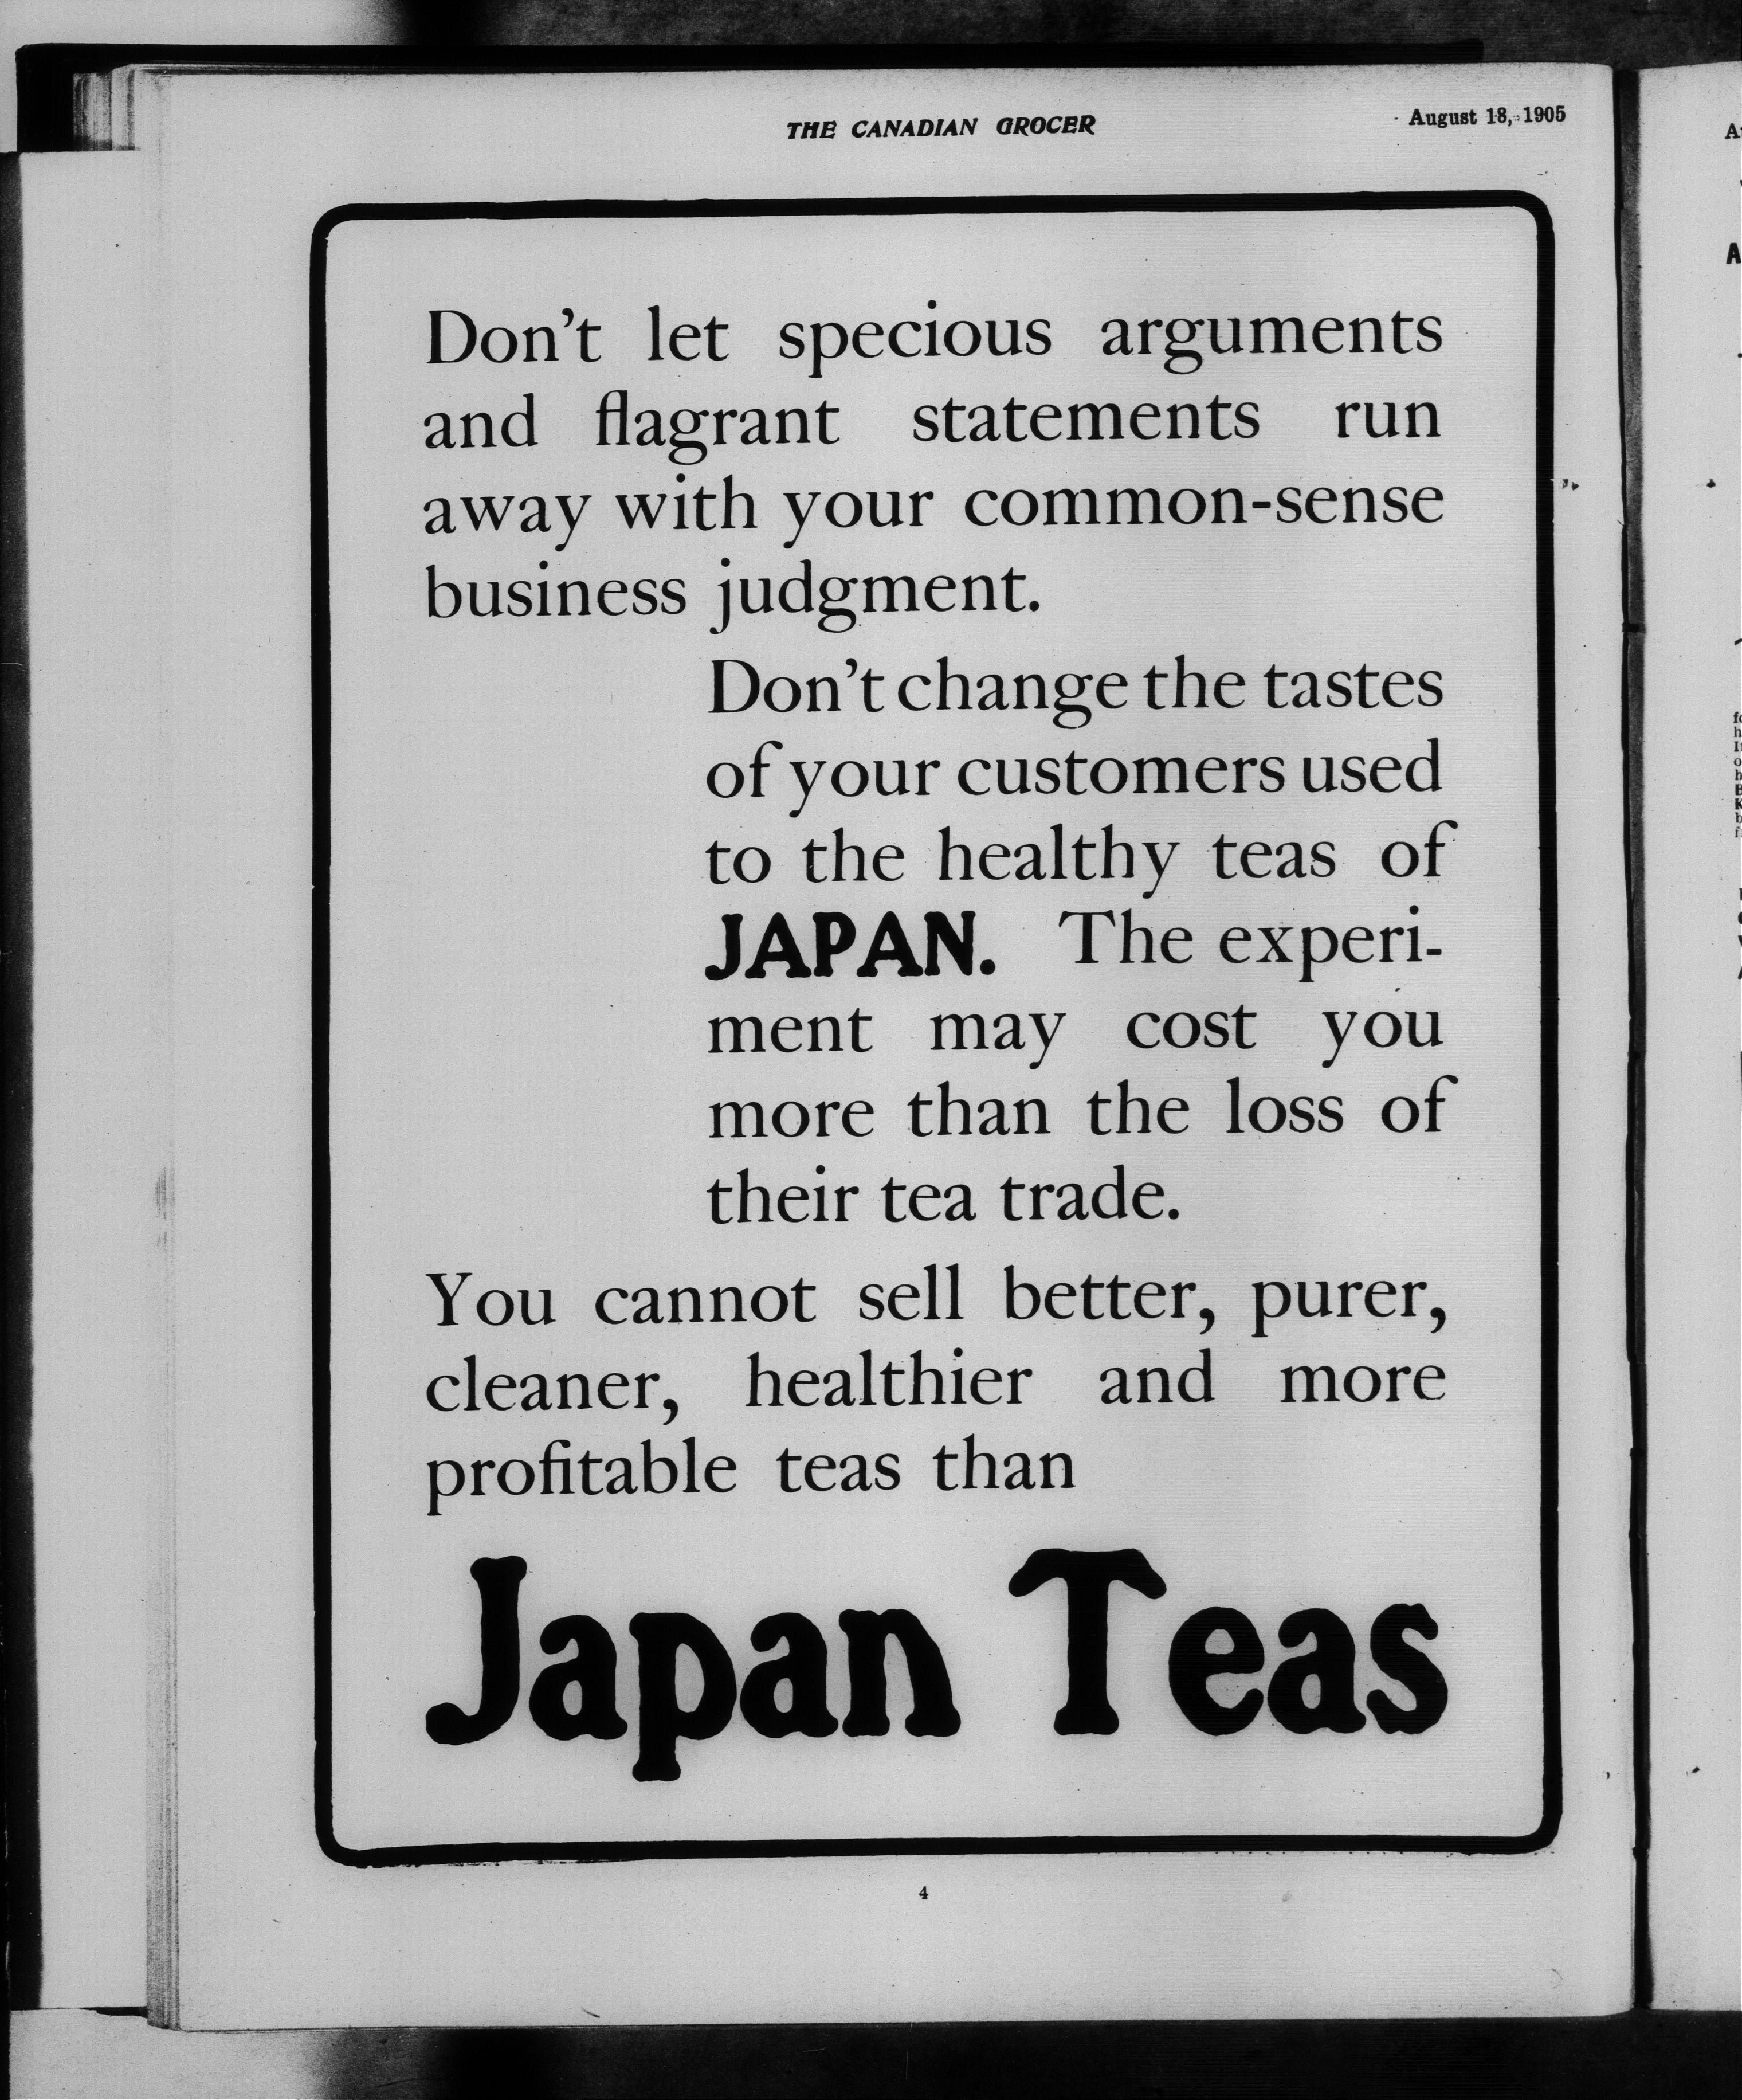 THE CANADIAN GROCER
August 18, 1905
Don't let specious arguments
and flagrant statements run
away with your common-sense
business judgment.
Don't change the tastes
of your customers used
to the healthy teas of
JAPAN. The experi-
ment may cost you
more than the loss of
their tea trade.
You cannot sell better, purer,
cleaner, healthier and more
profitable teas than
Japan Teas
4